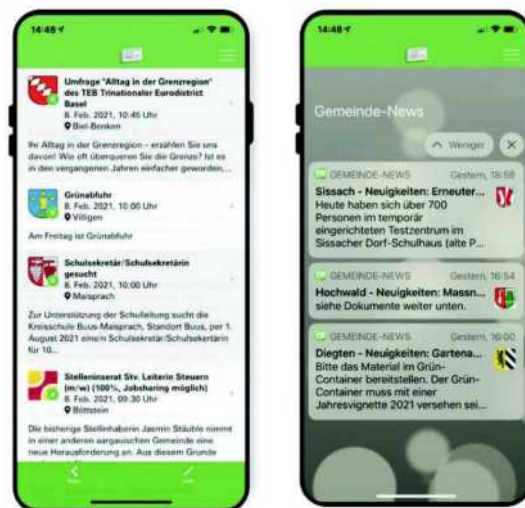 14:48
Umfrage "Alltag in der Grenzregion"
des TEB Trinationaler Eurodistrict
Basel
8. Feb. 2021, 10:45 Uhr
Biel-Benken
Ihr Alltag in der Grenzregion – erzählen Sie uns
davon! Wie oft überqueren Sie die Grenze? Ist es
in den vergangenen Jahren einfacher geworden,...
Grünabfuhr
8. Feb. 2021, 10:00 Uhr
Villigen
Am Freitag ist Grünabfuhr
Schulsekretär/Schulsekretärin
gesucht
8. Feb. 2021, 10:00 Uhr
Maisprach
Zur Unterstützung der Schulleitung sucht die
Kreisschule Buus-Maisprach, Standort Buus, per 1.
August 2021 eine/n Schulsekretär/Schulsekertärin
für 10...
Stelleninserat Stv. Leiterin Steuern
(m/w) (100%, Jobsharing möglich)
8. Feb. 2021, 09:30 Uhr
Böttstein
Die bisherige Stelleninhaberin Jasmin Stäuble nimmt
in einer anderen aargauischen Gemeinde eine
neue Herausforderung an. Aus diesem Grunde
14:48
Gemeinde-News
Weniger
GEMEINDE-NEWS Gestern, 18:58
Sissach - Neuigkeiten: Erneuter...
Heute haben sich über 700
Personen im temporär
eingerichteten Testzentrum im
Sissacher Dorf-Schulhaus (alte P...
GEMEINDE-NEWS Gestern, 16:54
Hochwald - Neuigkeiten: Massn...
siehe Dokumente weiter unten.
GEMEINDE-NEWS Gestern, 16:00
Diegten - Neuigkeiten: Gartena...
Bitte das Material im Grün-
Container bereitstellen. Der Grün-
Container muss mit einer
Jahresvignette 2021 versehen sei...